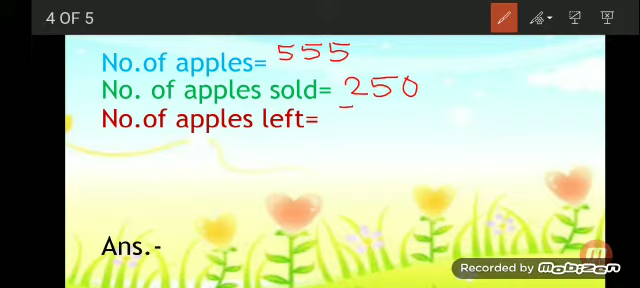 4 OF 5
No.of apples= 555
No. of apples sold= 250
No.of apples left=
Ans.-
Recorded by Mobizen